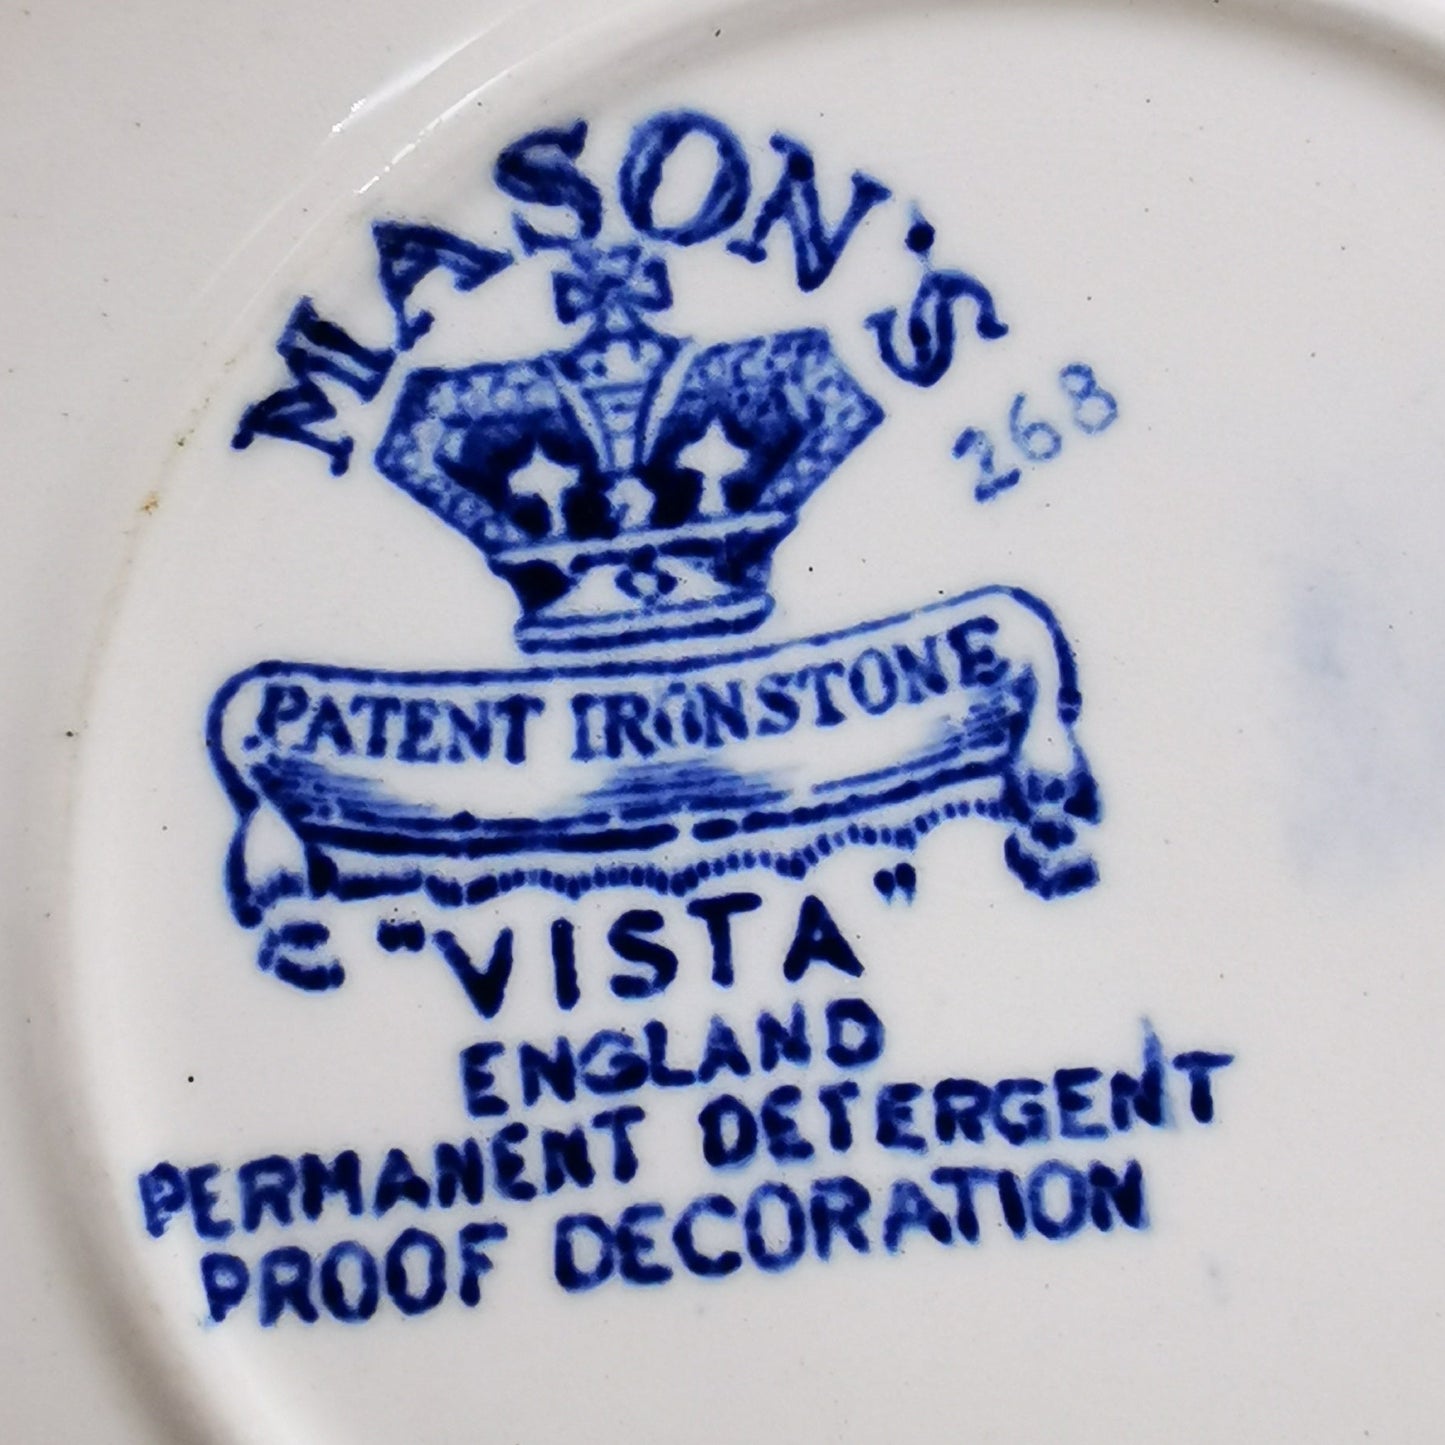 MASON'S
268
PATENT IRONSTONE
"VISTA"
ENGLAND
PERMANENT DETERGENT
PROOF DECORATION